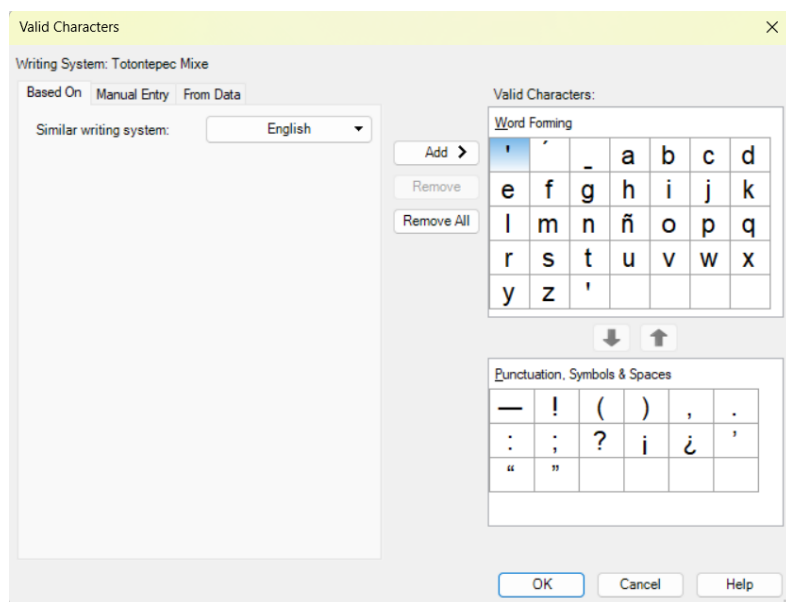 Valid Characters
Writing System: Totontepec Mixe
Based On Manual Entry From Data
Similar writing system: English
Add
Remove
Remove All
Valid Characters:
Word Forming
' ´ _ a b c d
e f g h i j k
l m n ñ o p q
r s t u v w x
y z '
Punctuation, Symbols & Spaces
— ! ( ) , .
: ; ? ¡ ¿ ’
“ ”
OK Cancel Help